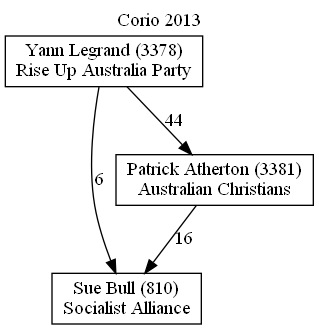 Corio 2013
Yann Legrand (3378)
Rise Up Australia Party
44
Patrick Atherton (3381)
Australian Christians
6
16
Sue Bull (810)
Socialist Alliance